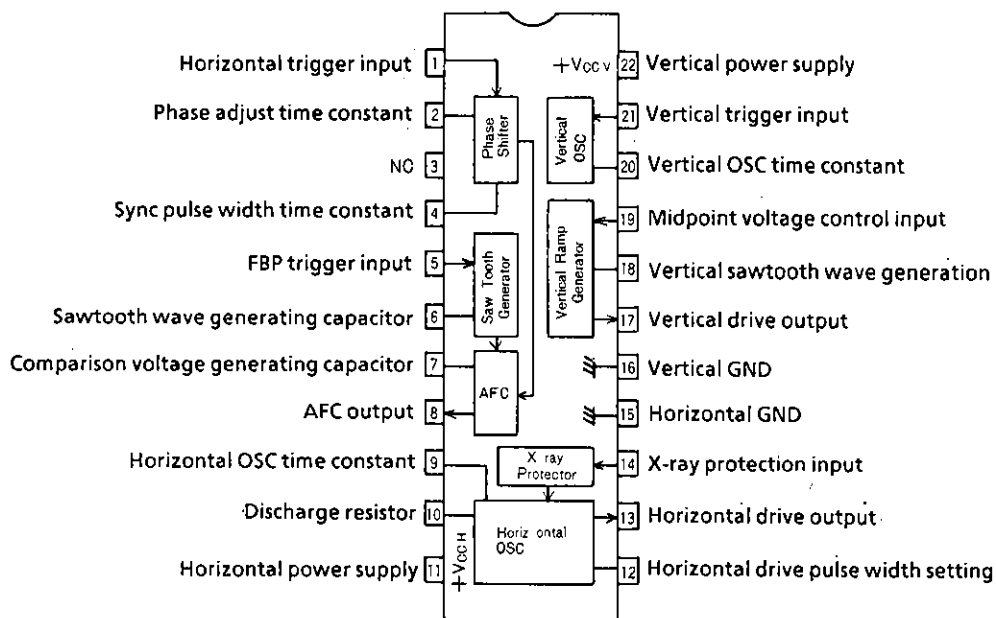 Horizontal trigger input 1
Phase adjust time constant 2
NC 3
Sync pulse width time constant 4
FBP trigger input 5
Sawtooth wave generating capacitor 6
Comparison voltage generating capacitor 7
AFC output 8
Horizontal OSC time constant 9
Discharge resistor 10
Horizontal power supply 11
Phase
Shifter
Saw Tooth
Generator
AFC
+VCC H
+VCC V
Vertical
OSC
Vertical Ramp
Generator
X ray
Protector
Horiz ontal
OSC
22 Vertical power supply
21 Vertical trigger input
20 Vertical OSC time constant
19 Midpoint voltage control input
18 Vertical sawtooth wave generation
17 Vertical drive output
16 Vertical GND
15 Horizontal GND
14 X-ray protection input
13 Horizontal drive output
12 Horizontal drive pulse width setting